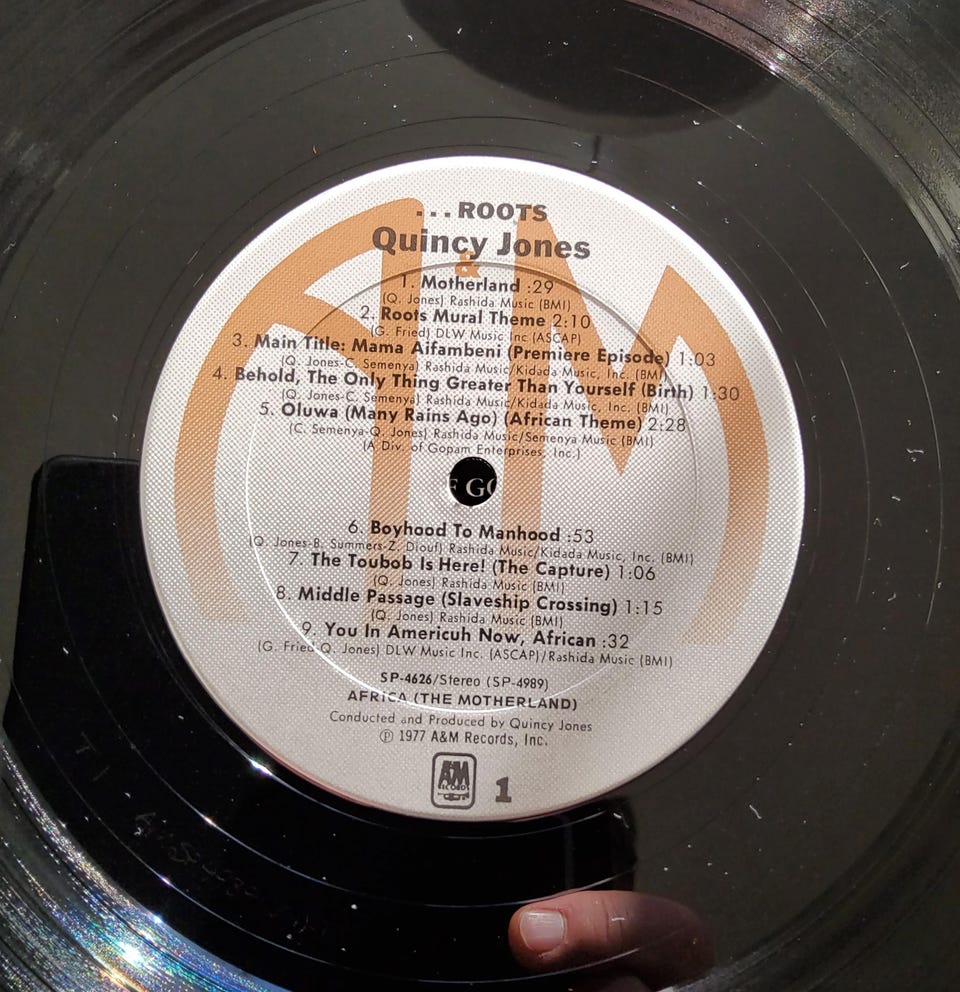 ...ROOTS
Quincy Jones
A&M
1. Motherland :29
(Q. Jones) Rashida Music (BMI)
2. Roots Mural Theme 2:10
(G. Fried) DLW Music Inc (ASCAP)
3. Main Title: Mama Aifambeni (Premiere Episode) 1:03
(Q. Jones-C. Semenya) Rashida Music/Kidada Music, Inc. (BMI)
4. Behold, The Only Thing Greater Than Yourself (Birth) 1:30
(Q. Jones-C. Semenya) Rashida Music/Kidada Music, Inc. (BMI)
5. Oluwa (Many Rains Ago) (African Theme) 2:28
(C. Semenya-Q. Jones) Rashida Music/Semenya Music (BMI)
(A Div. of Gopam Enterprises, Inc.)
GO
6. Boyhood To Manhood :53
(Q. Jones-B. Summers-Z. Diouf) Rashida Music/Kidada Music, Inc. (BMI)
7. The Toubob Is Here! (The Capture) 1:06
(Q. Jones) Rashida Music (BMI)
8. Middle Passage (Slaveship Crossing) 1:15
(Q. Jones) Rashida Music (BMI)
9. You In Americuh Now, African :32
(G. Fried-Q. Jones) DLW Music Inc. (ASCAP)/Rashida Music (BMI)
SP-4626/Stereo (SP-4989)
AFRICA (THE MOTHERLAND)
Conducted and Produced by Quincy Jones
℗ 1977 A&M Records, Inc.
A&M
RECORDS
1